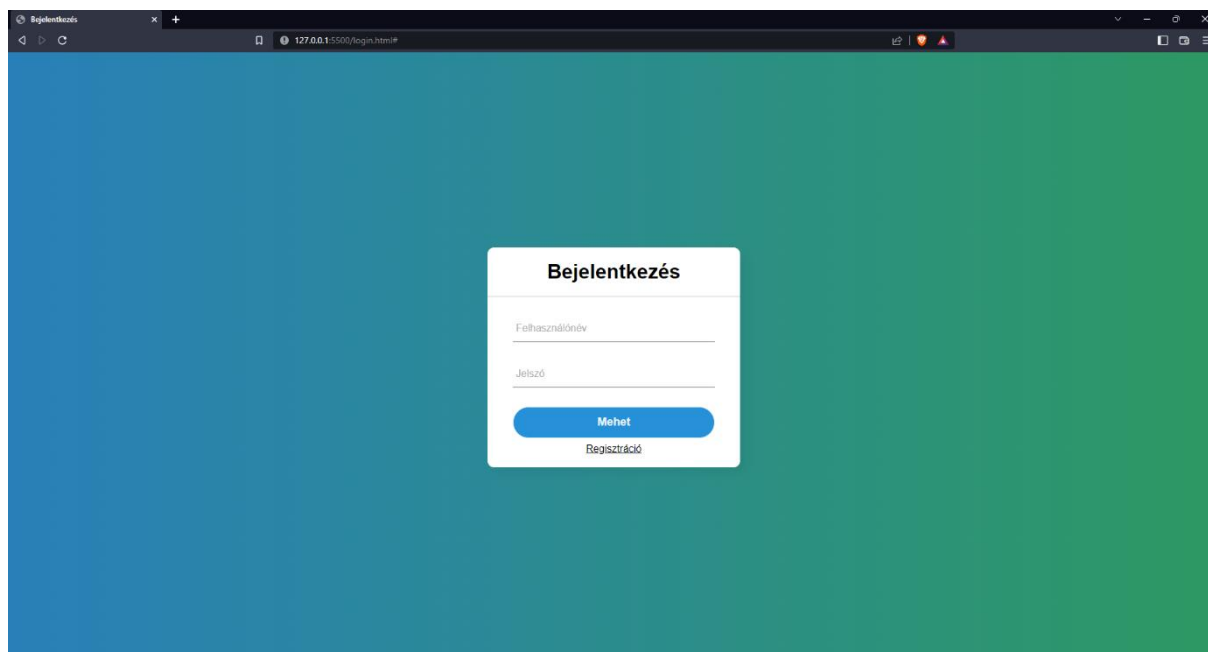 Bejelentkezés
127.0.0.1:5500/login.html#
Bejelentkezés
Felhasználónév
Jelszó
Mehet
Regisztráció